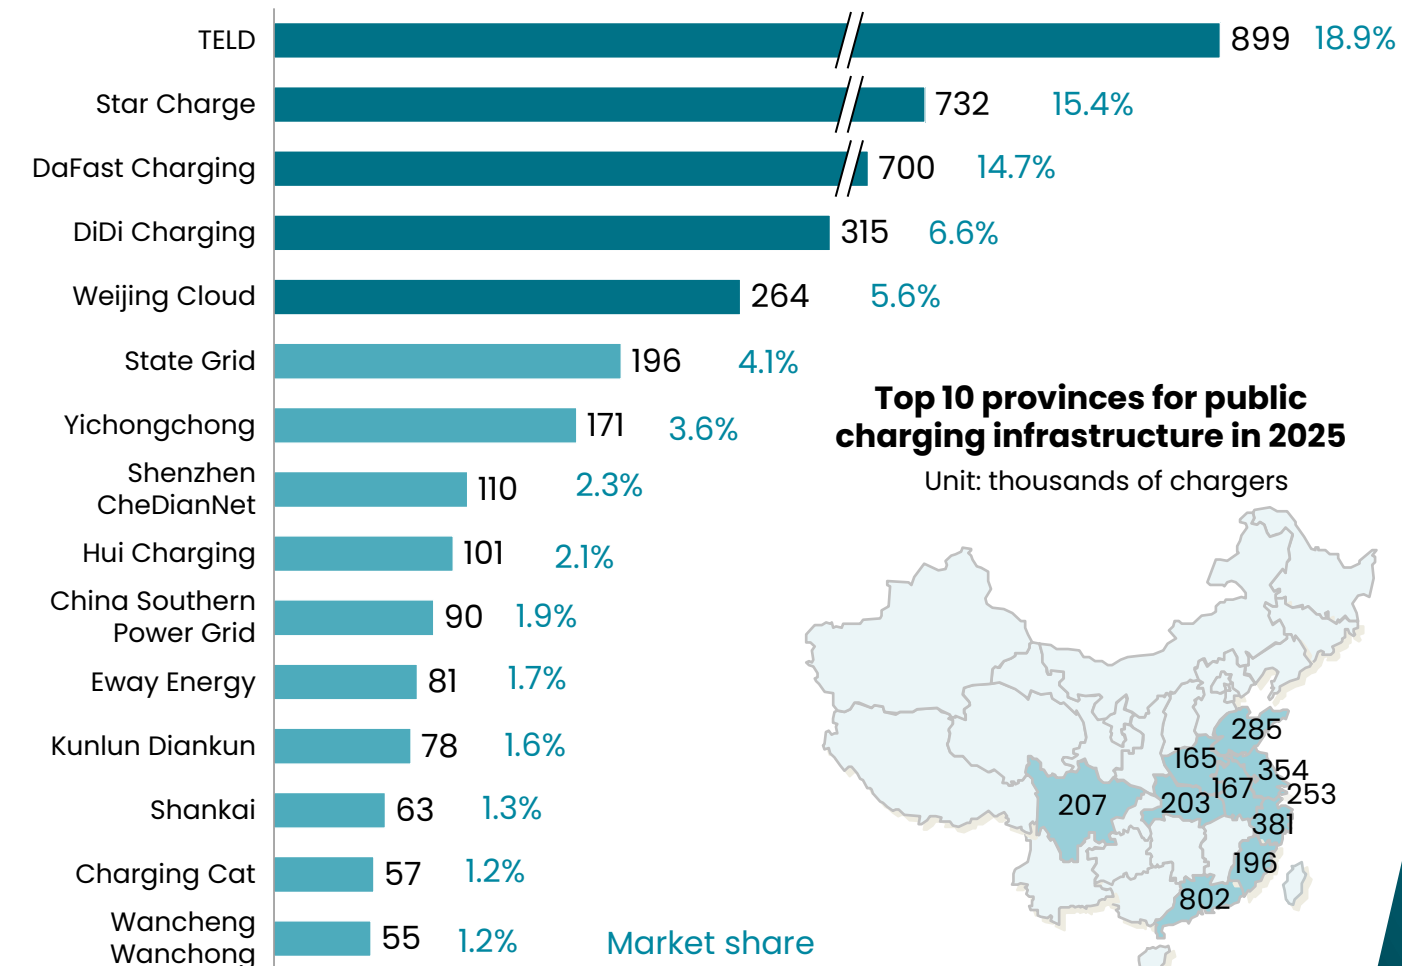 TELD 899 18.9%
Star Charge 732 15.4%
DaFast Charging 700 14.7%
DiDi Charging 315 6.6%
Weijing Cloud 264 5.6%
State Grid 196 4.1%
Yichongchong 171 3.6%
Shenzhen
CheDianNet 110 2.3%
Hui Charging 101 2.1%
China Southern
Power Grid 90 1.9%
Eway Energy 81 1.7%
Kunlun Diankun 78 1.6%
Shankai 63 1.3%
Charging Cat 57 1.2%
Wancheng
Wanchong 55 1.2%
Market share
Top 10 provinces for public
charging infrastructure in 2025
Unit: thousands of chargers
285
165
354
167
253
207
203
381
196
802